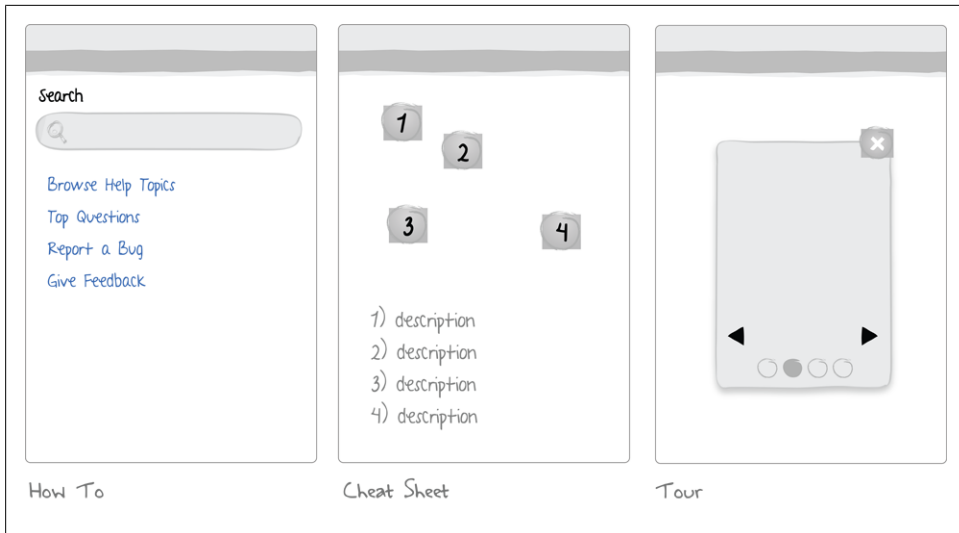 Search
Browse Help Topics
Top Questions
Report a Bug
Give Feedback
How To
1
2
3
4
1) description
2) description
3) description
4) description
Cheat Sheet
Tour